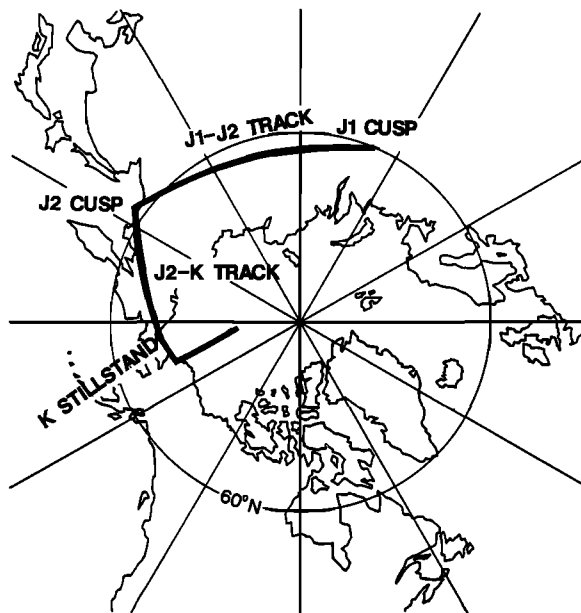 J1–J2 TRACK
J1 CUSP
J2 CUSP
J2–K TRACK
K STILLSTAND
60°N